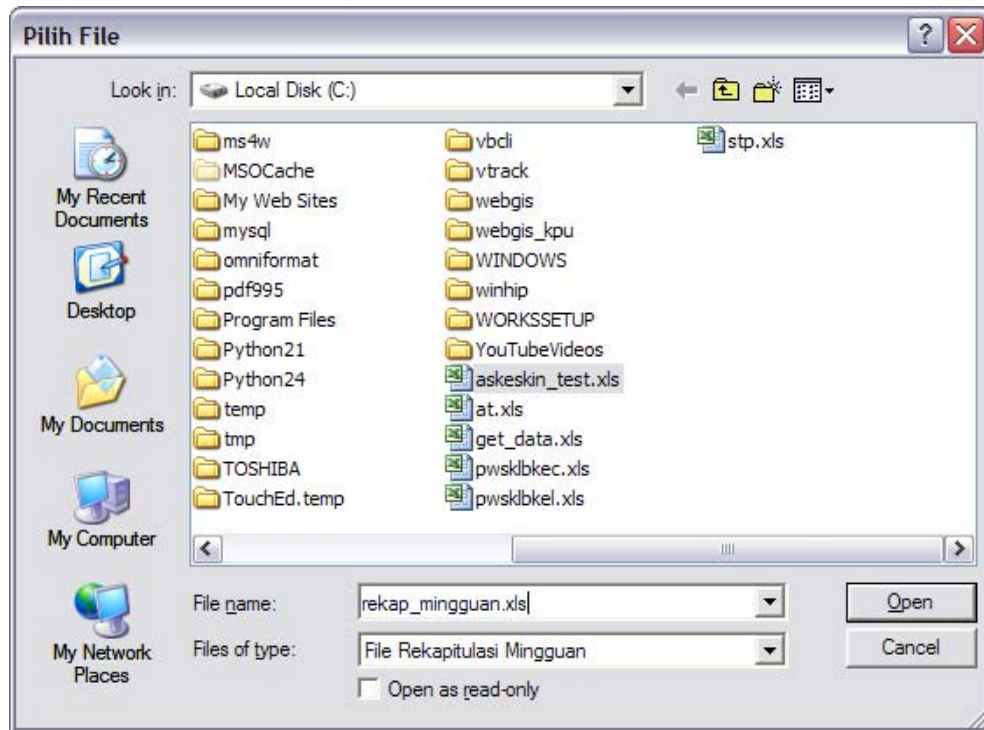 Pilih File
Look in: Local Disk (C:)
My Recent
Documents
Desktop
My Documents
My Computer
My Network
Places
ms4w
MSOCache
My Web Sites
mysql
omniformat
pdf995
Program Files
Python21
Python24
temp
tmp
TOSHIBA
TouchEd.temp
vbcli
vtrack
webgis
webgis_kpu
WINDOWS
winhip
WORKSSETUP
YouTubeVideos
askeskin_test.xls
at.xls
get_data.xls
pwsklbkec.xls
pwsklbkel.xls
stp.xls
File name: rekap_mingguan.xls
Open
Files of type: File Rekapitulasi Mingguan
Cancel
Open as read-only